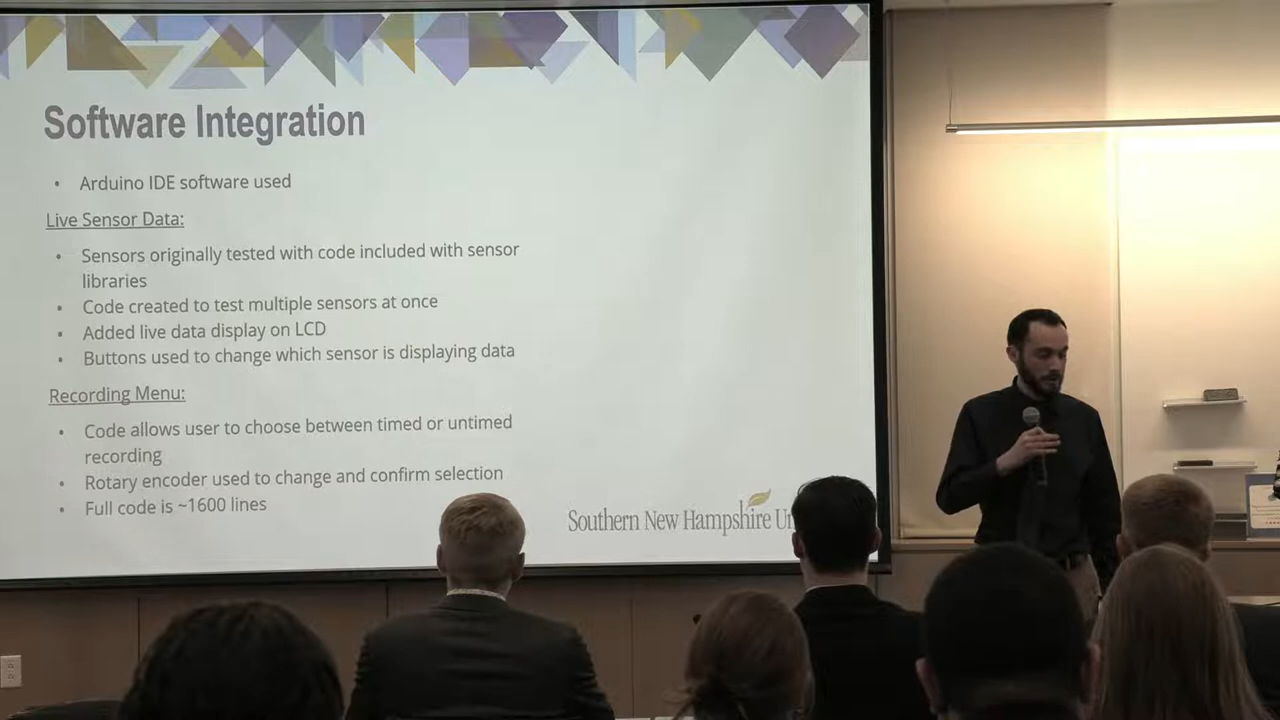 Software Integration
• Arduino IDE software used
Live Sensor Data:
• Sensors originally tested with code included with sensor
libraries
• Code created to test multiple sensors at once
• Added live data display on LCD
• Buttons used to change which sensor is displaying data
Recording Menu:
• Code allows user to choose between timed or untimed
recording
• Rotary encoder used to change and confirm selection
• Full code is ~1600 lines
Southern New Hampshire Un